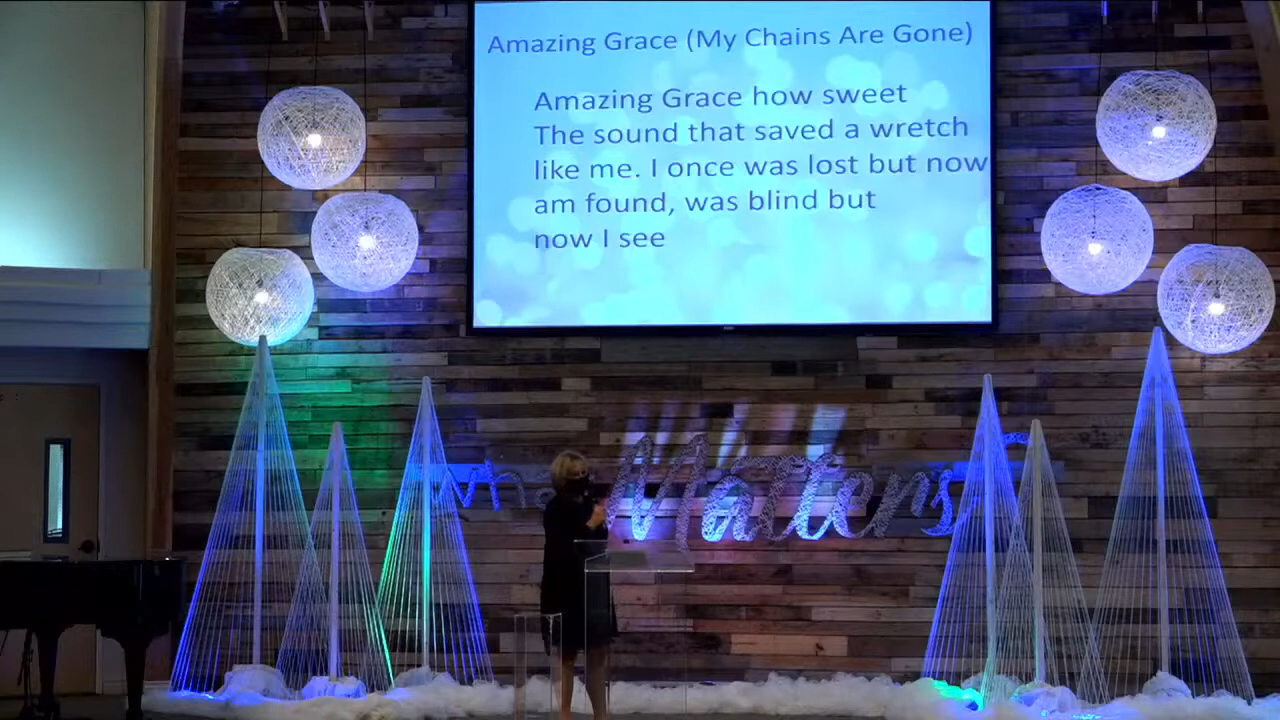 Amazing Grace (My Chains Are Gone)
Amazing Grace how sweet
The sound that saved a wretch
like me. I once was lost but now
am found, was blind but
now I see
Matters